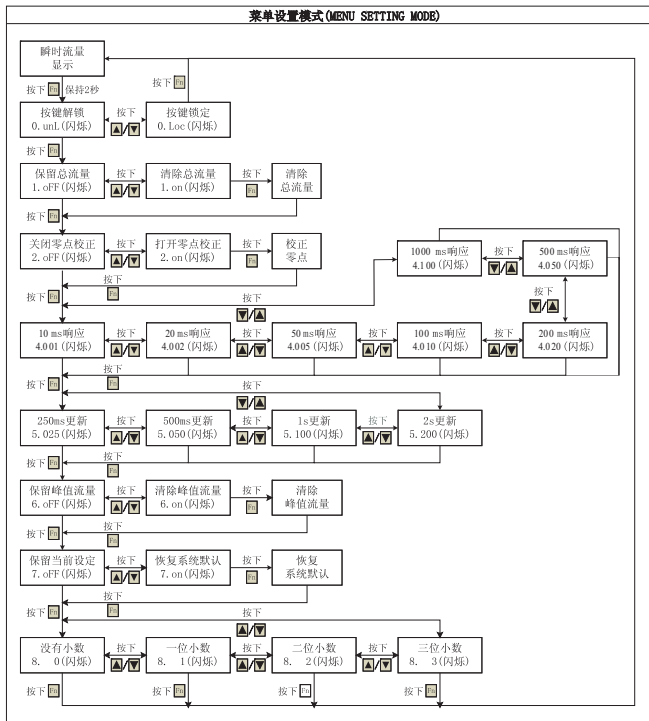 菜单设置模式(MENU SETTING MODE)
瞬时流量
显示
按下 Fn 保持2秒
按下 Fn
按键解锁
0.unL(闪烁)
按下
▲/▼
按键锁定
0.Loc(闪烁)
按下 Fn
保留总流量
1.oFF(闪烁)
按下
▲/▼
清除总流量
1.on(闪烁)
按下
Fn
清除
总流量
按下 Fn
关闭零点校正
2.oFF(闪烁)
按下
▲/▼
打开零点校正
2.on(闪烁)
按下
Fn
校正
零点
1000 ms响应
4.100(闪烁)
按下
▼/▲
500 ms响应
4.050(闪烁)
按下 Fn
按下
Fn
按下
▼/▲
按下
▼/▲
10 ms响应
4.001(闪烁)
按下
▲/▼
20 ms响应
4.002(闪烁)
按下
▲/▼
50 ms响应
4.005(闪烁)
按下
▲/▼
100 ms响应
4.010(闪烁)
按下
▲/▼
200 ms响应
4.020(闪烁)
按下 Fn
按下
Fn
按下
▼/▲
250ms更新
5.025(闪烁)
按下
▲/▼
500ms更新
5.050(闪烁)
按下
▲/▼
1s更新
5.100(闪烁)
按下
▲/▼
2s更新
5.200(闪烁)
按下 Fn
按下
Fn
保留峰值流量
6.oFF(闪烁)
按下
▲/▼
清除峰值流量
6.on(闪烁)
按下
Fn
清除
峰值流量
按下 Fn
按下
Fn
保留当前设定
7.oFF(闪烁)
按下
▲/▼
恢复系统默认
7.on(闪烁)
按下
Fn
恢复
系统默认
按下 Fn
按下
Fn
按下
▲/▼
没有小数
8. 0(闪烁)
按下
▲/▼
一位小数
8. 1(闪烁)
按下
▲/▼
二位小数
8. 2(闪烁)
按下
▲/▼
三位小数
8. 3(闪烁)
按下 Fn
按下 Fn
按下 Fn
按下 Fn